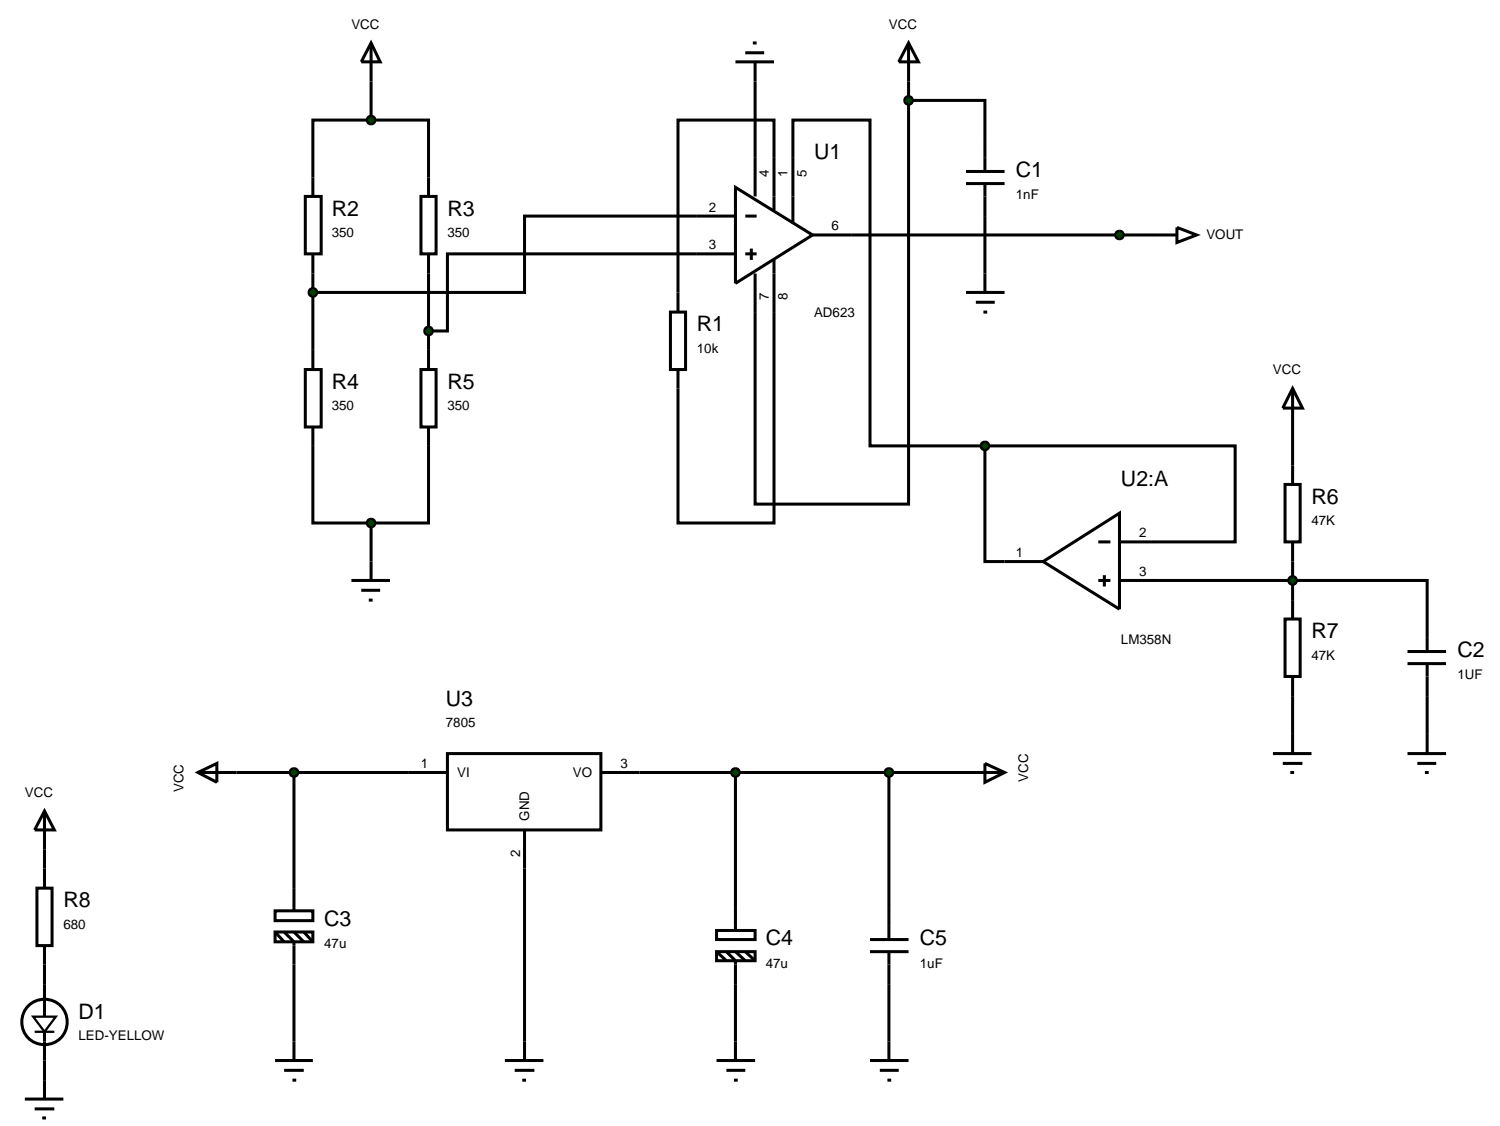 VCC
VCC
U1
4
1
5
C1
1nF
R2
350
R3
350
2
3
6
VOUT
7
8
AD623
R1
10k
R4
350
R5
350
VCC
U2:A
R6
47K
2
1
3
LM358N
R7
47K
C2
1UF
U3
7805
VCC
1
VI
VO
3
VCC
GND
2
VCC
R8
680
C3
47u
C4
47u
C5
1uF
D1
LED-YELLOW